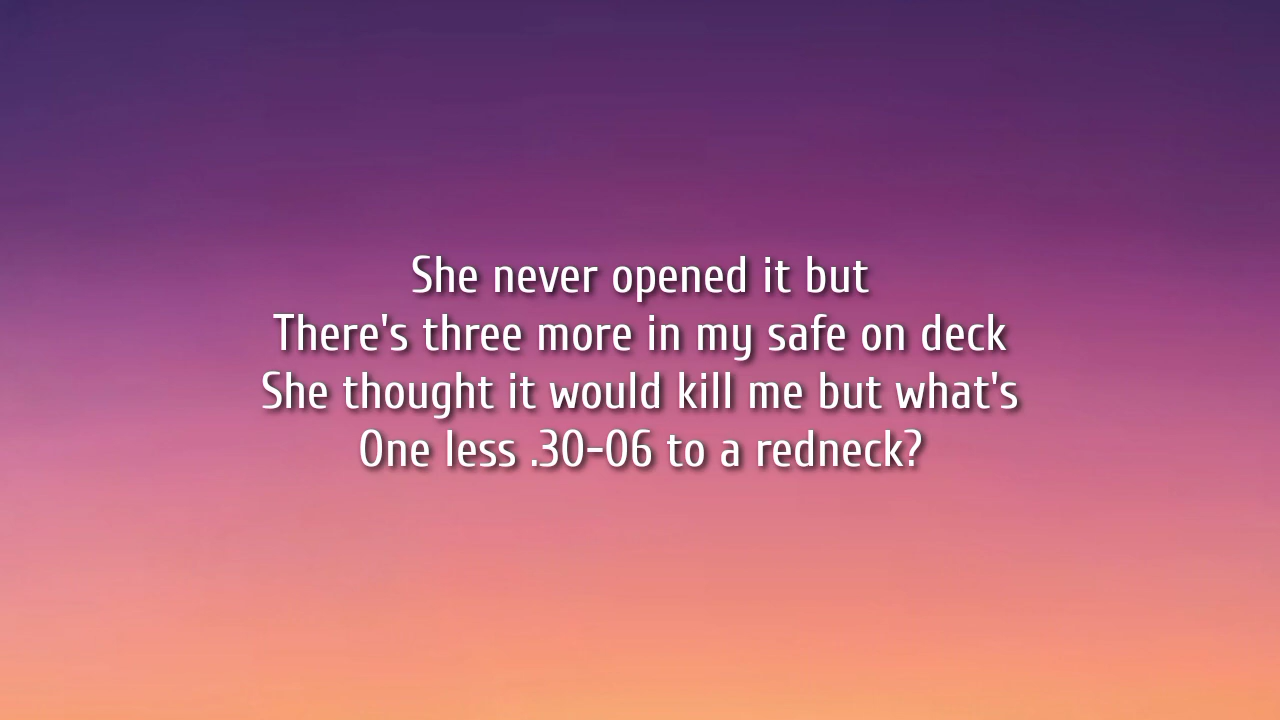 She never opened it but
There's three more in my safe on deck
She thought it would kill me but what's
One less .30-06 to a redneck?